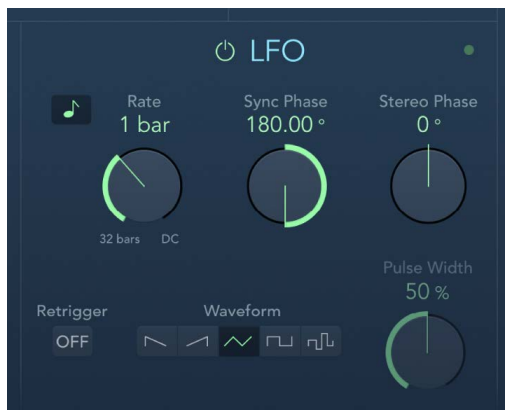 LFO
Rate
1 bar
Sync Phase
180.00 °
Stereo Phase
0 °
32 bars
DC
Pulse Width
50 %
Retrigger
OFF
Waveform